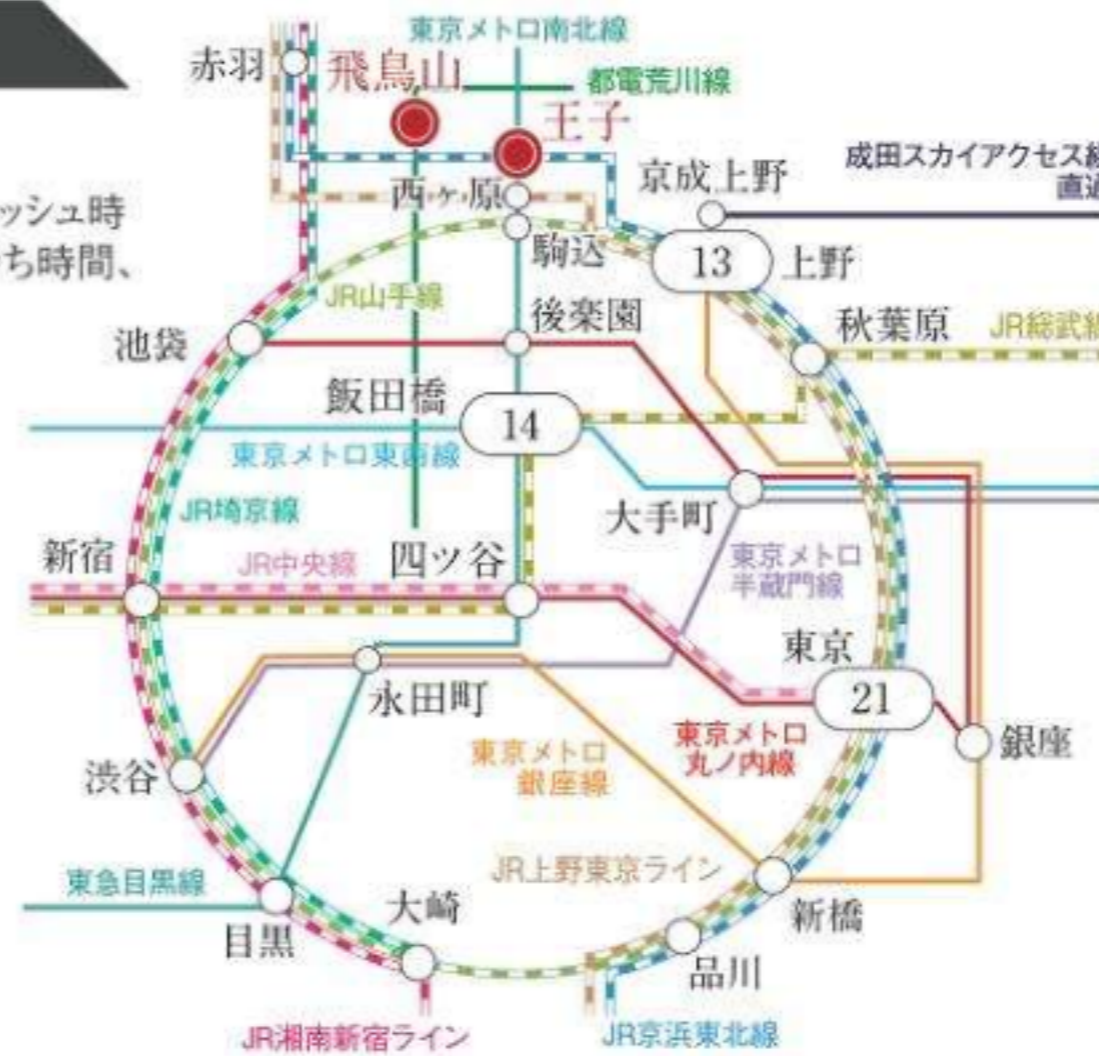 東京メトロ南北線
赤羽
飛鳥山
都電荒川線
王子
京成上野
成田スカイアクセス線
直通
ッシュ時
ち時間、
西ヶ原
駒込
13
上野
JR山手線
後楽園
秋葉原
JR総武線
池袋
飯田橋
14
東京メトロ東西線
JR埼京線
大手町
新宿
JR中央線
四ツ谷
東京メトロ
半蔵門線
東京
21
永田町
東京メトロ
銀座線
東京メトロ
丸ノ内線
銀座
渋谷
JR上野東京ライン
東急目黒線
大崎
新橋
目黒
品川
JR湘南新宿ライン
JR京浜東北線